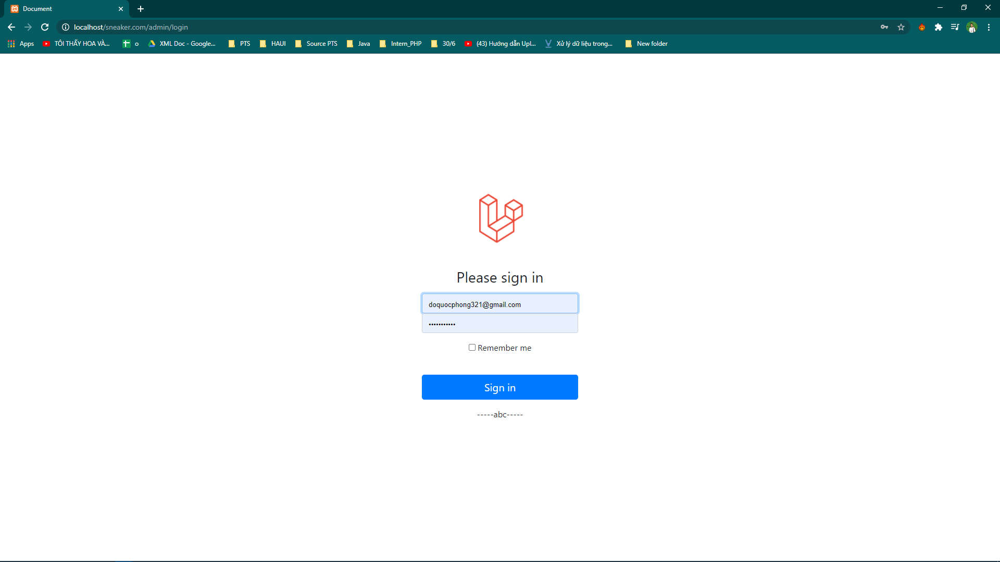 Document
localhost/sneaker.com/admin/login
Apps TÔI THẤY HOA VÀ... o XML Doc - Google... PTS HAUI Source PTS Java Intern_PHP 30/6 (43) Hướng dẫn Upl... Xử lý dữ liệu trong... New folder
Please sign in
doquocphong321@gmail.com
•••••••••••
Remember me
Sign in
-----abc-----